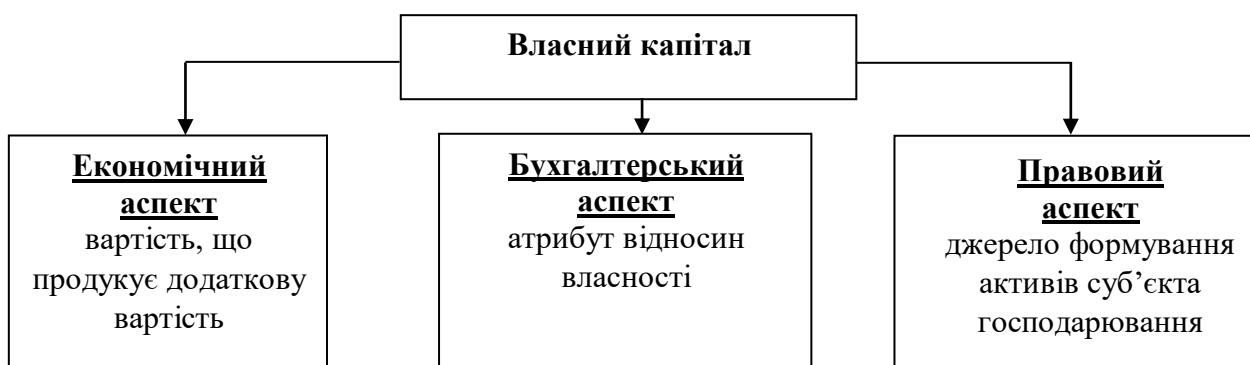 Власний капітал
Економічний
аспект
вартість, що
продукує додаткову
вартість
Бухгалтерський
аспект
атрибут відносин
власності
Правовий
аспект
джерело формування
активів суб’єкта
господарювання